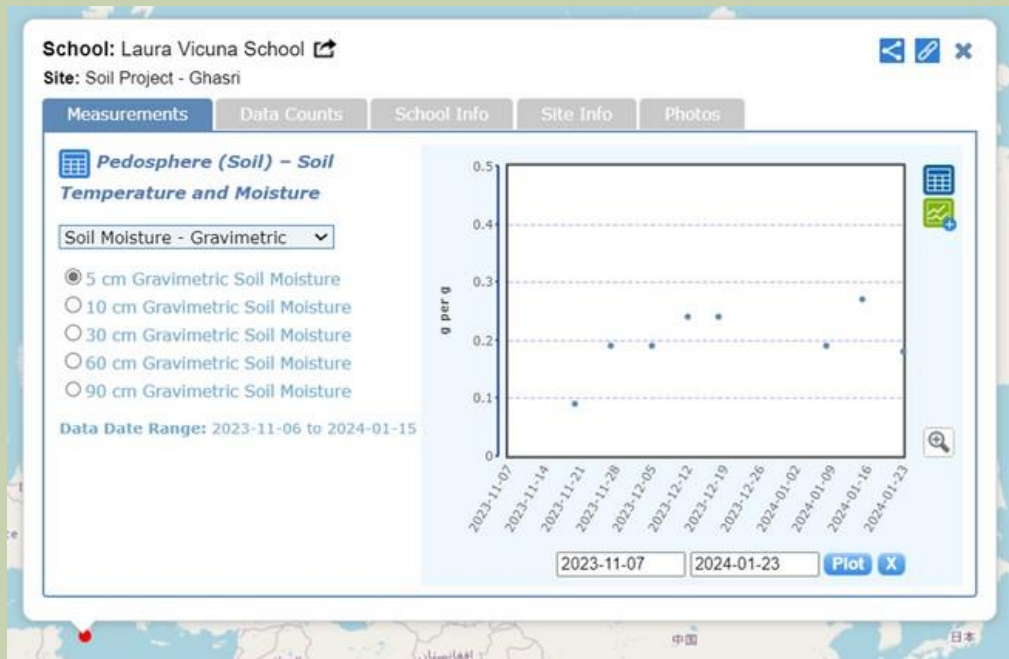 School: Laura Vicuna School
Site: Soil Project - Ghasri
Measurements
Data Counts
School Info
Site Info
Photos
Pedosphere (Soil) – Soil
Temperature and Moisture
Soil Moisture - Gravimetric
5 cm Gravimetric Soil Moisture
10 cm Gravimetric Soil Moisture
30 cm Gravimetric Soil Moisture
60 cm Gravimetric Soil Moisture
90 cm Gravimetric Soil Moisture
Data Date Range: 2023-11-06 to 2024-01-15
g per g
0.5
0.4
0.3
0.2
0.1
0
2023-11-07
2023-11-14
2023-11-21
2023-11-28
2023-12-05
2023-12-12
2023-12-19
2023-12-26
2024-01-02
2024-01-09
2024-01-16
2024-01-23
2023-11-07
2024-01-23
Plot
X
中国
日本